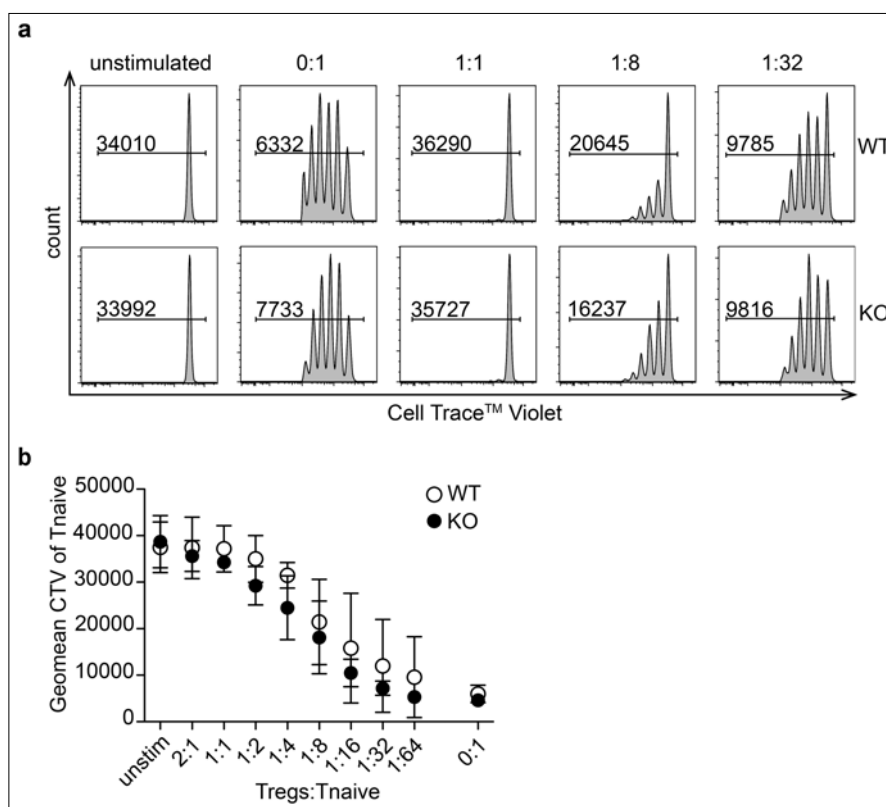 a
unstimulated 0:1 1:1 1:8 1:32
34010 6332 36290 20645 9785 WT
33992 7733 35727 16237 9816 KO
count
Cell Trace™ Violet
b
50000
40000
30000
20000
10000
0
Geomean CTV of Tnaive
WT
KO
unstim 2:1 1:1 1:2 1:4 1:8 1:16 1:32 1:64 0:1
Tregs:Tnaive